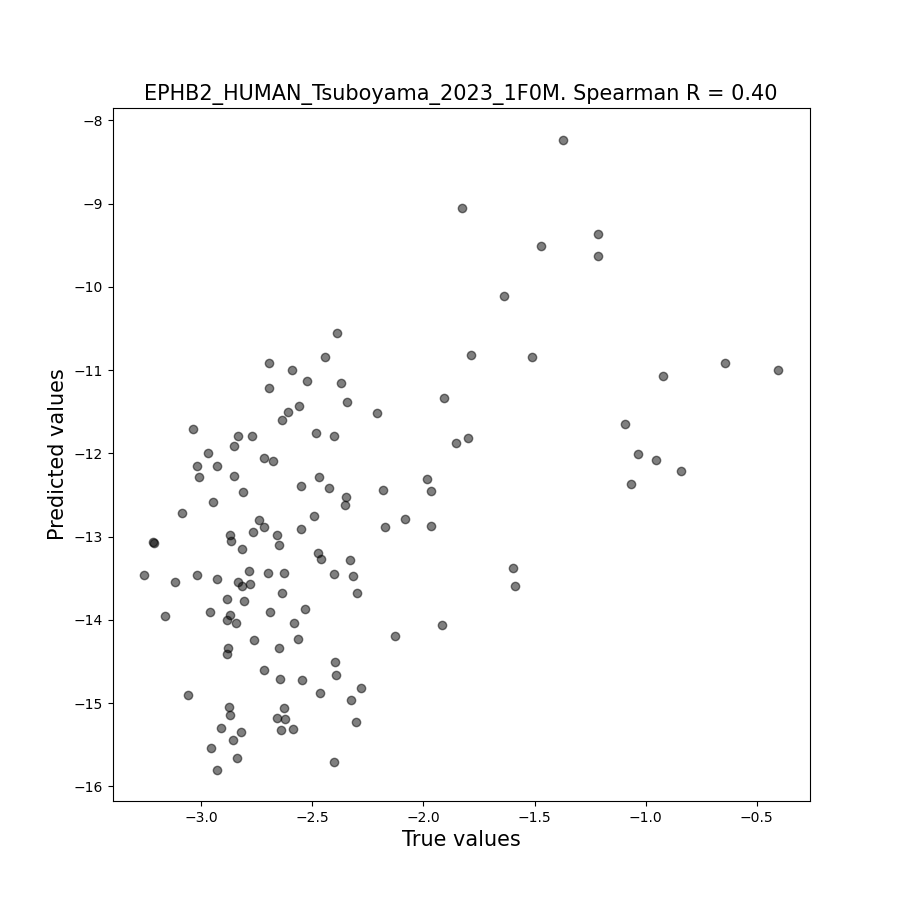 EPHB2_HUMAN_Tsuboyama_2023_1F0M. Spearman R = 0.40
−8
−9
−10
−11
−12
−13
−14
−15
−16
Predicted values
−3.0 −2.5 −2.0 −1.5 −1.0 −0.5
True values